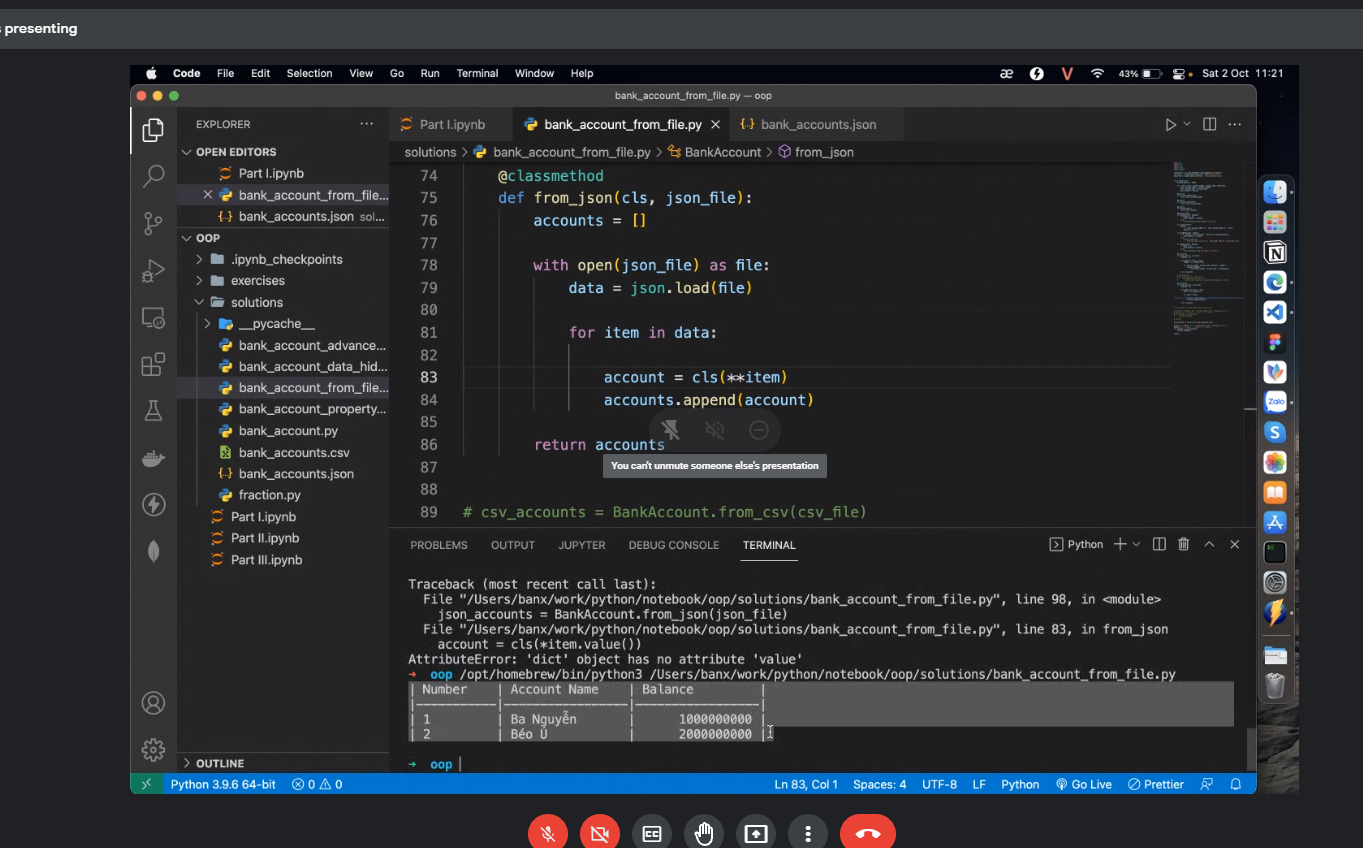 s presenting
Code File Edit Selection View Go Run Terminal Window Help
43% Sat 2 Oct 11:21
bank_account_from_file.py — oop
EXPLORER
OPEN EDITORS
Part I.ipynb
bank_account_from_file...
bank_accounts.json sol...
OOP
.ipynb_checkpoints
exercises
solutions
__pycache__
bank_account_advance...
bank_account_data_hid...
bank_account_from_file...
bank_account_property...
bank_account.py
bank_accounts.csv
bank_accounts.json
fraction.py
Part I.ipynb
Part II.ipynb
Part III.ipynb
OUTLINE
Part I.ipynb bank_account_from_file.py bank_accounts.json
solutions > bank_account_from_file.py > BankAccount > from_json
74 @classmethod
75 def from_json(cls, json_file):
76 accounts = []
77
78 with open(json_file) as file:
79 data = json.load(file)
80
81 for item in data:
82
83 account = cls(**item)
84 accounts.append(account)
85
86 return accounts
You can't unmute someone else's presentation
87
88
89 # csv_accounts = BankAccount.from_csv(csv_file)
PROBLEMS OUTPUT JUPYTER DEBUG CONSOLE TERMINAL
Python
Traceback (most recent call last):
File "/Users/banx/work/python/notebook/oop/solutions/bank_account_from_file.py", line 98, in <module>
json_accounts = BankAccount.from_json(json_file)
File "/Users/banx/work/python/notebook/oop/solutions/bank_account_from_file.py", line 83, in from_json
account = cls(*item.value())
AttributeError: 'dict' object has no attribute 'value'
→ oop /opt/homebrew/bin/python3 /Users/banx/work/python/notebook/oop/solutions/bank_account_from_file.py
| Number | Account Name | Balance |
|-----------|-----------------|-----------------|
| 1 | Ba Nguyễn | 1000000000 |
| 2 | Béo Ú | 2000000000 |
→ oop
Python 3.9.6 64-bit 0 0 Ln 83, Col 1 Spaces: 4 UTF-8 LF Python Go Live Prettier
Zalo